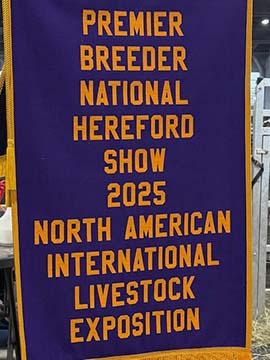 PREMIER
BREEDER
NATIONAL
HEREFORD
SHOW
2025
NORTH AMERICAN
INTERNATIONAL
LIVESTOCK
EXPOSITION